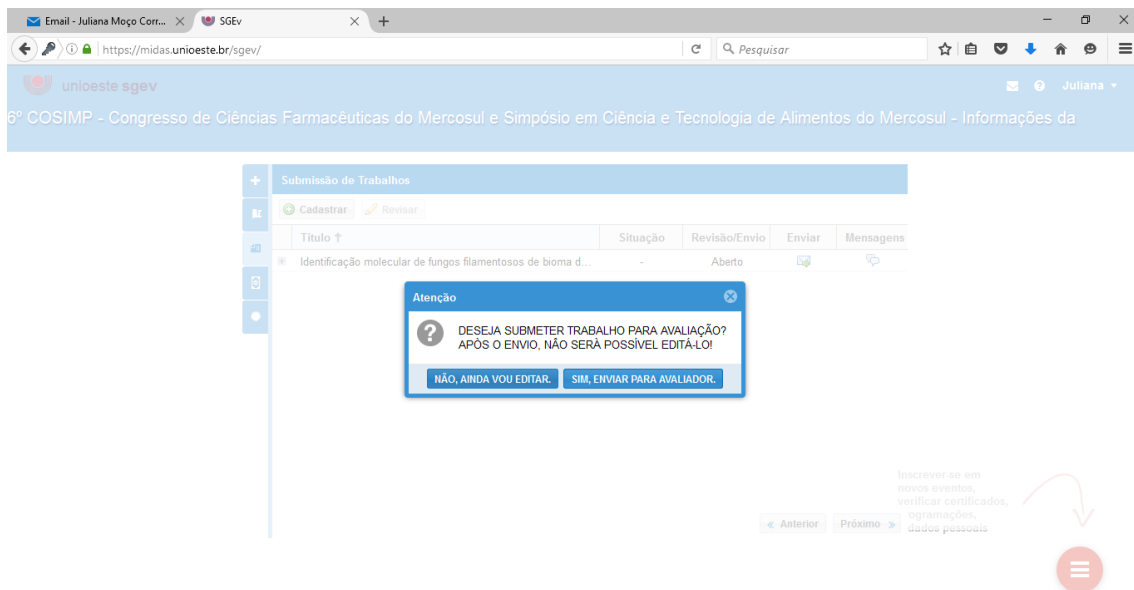 Email - Juliana Moço Corr...
SGEv
https://midas.unioeste.br/sgev/
Pesquisar
unioeste sgev
Juliana
6º COSIMP - Congresso de Ciências Farmacêuticas do Mercosul e Simpósio em Ciência e Tecnologia de Alimentos do Mercosul - Informações da
Submissão de Trabalhos
Cadastrar Revisar
Título Situação Revisão/Envio Enviar Mensagens
Identificação molecular de fungos filamentosos de bioma d... - Aberto
Atenção
DESEJA SUBMETER TRABALHO PARA AVALIAÇÃO?
APÒS O ENVIO, NÃO SERÀ POSSÍVEL EDITÁ-LO!
NÃO, AINDA VOU EDITAR. SIM, ENVIAR PARA AVALIADOR.
Inscrever-se em
novos eventos,
verificar certificados,
ogramações,
dados pessoais
Anterior Próximo